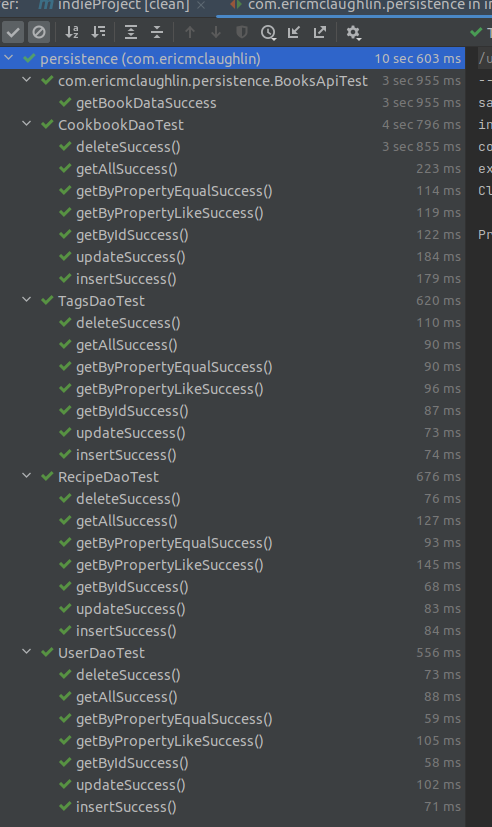 er: indieProject [clean] × com.ericmclaughlin.persistence in in
persistence (com.ericmclaughlin) 10 sec 603 ms
com.ericmclaughlin.persistence.BooksApiTest 3 sec 955 ms
getBookDataSuccess 3 sec 955 ms
CookbookDaoTest 4 sec 796 ms
deleteSuccess() 3 sec 855 ms
getAllSuccess() 223 ms
getByPropertyEqualSuccess() 114 ms
getByPropertyLikeSuccess() 119 ms
getByIdSuccess() 122 ms
updateSuccess() 184 ms
insertSuccess() 179 ms
TagsDaoTest 620 ms
deleteSuccess() 110 ms
getAllSuccess() 90 ms
getByPropertyEqualSuccess() 90 ms
getByPropertyLikeSuccess() 96 ms
getByIdSuccess() 87 ms
updateSuccess() 73 ms
insertSuccess() 74 ms
RecipeDaoTest 676 ms
deleteSuccess() 76 ms
getAllSuccess() 127 ms
getByPropertyEqualSuccess() 93 ms
getByPropertyLikeSuccess() 145 ms
getByIdSuccess() 68 ms
updateSuccess() 83 ms
insertSuccess() 84 ms
UserDaoTest 556 ms
deleteSuccess() 73 ms
getAllSuccess() 88 ms
getByPropertyEqualSuccess() 59 ms
getByPropertyLikeSuccess() 105 ms
getByIdSuccess() 58 ms
updateSuccess() 102 ms
insertSuccess() 71 ms
/u
--
sa
in
co
ex
Cl
Pr